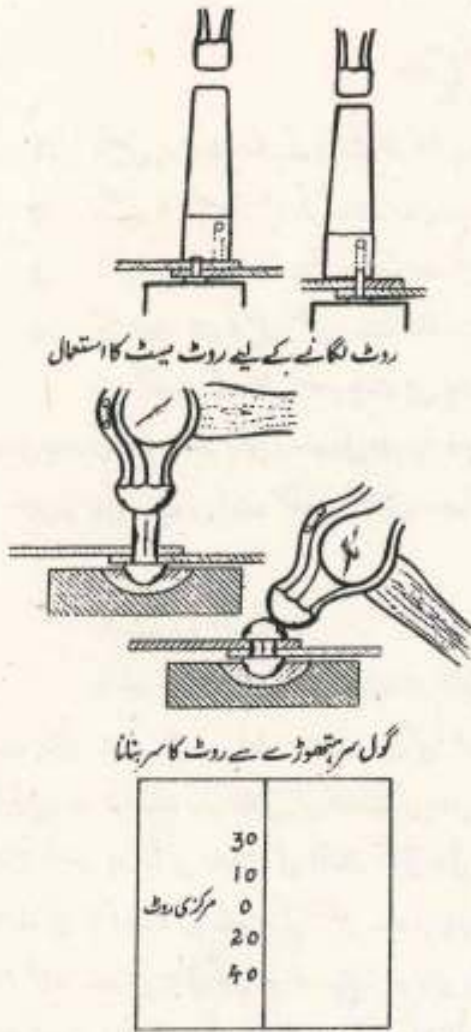 روٹ لگانے کے لیے روٹ سیٹ کا استعمال
گول سر ہتھوڑے سے روٹ کا سر بنانا
30
10
مرکزی روٹ 0
20
40